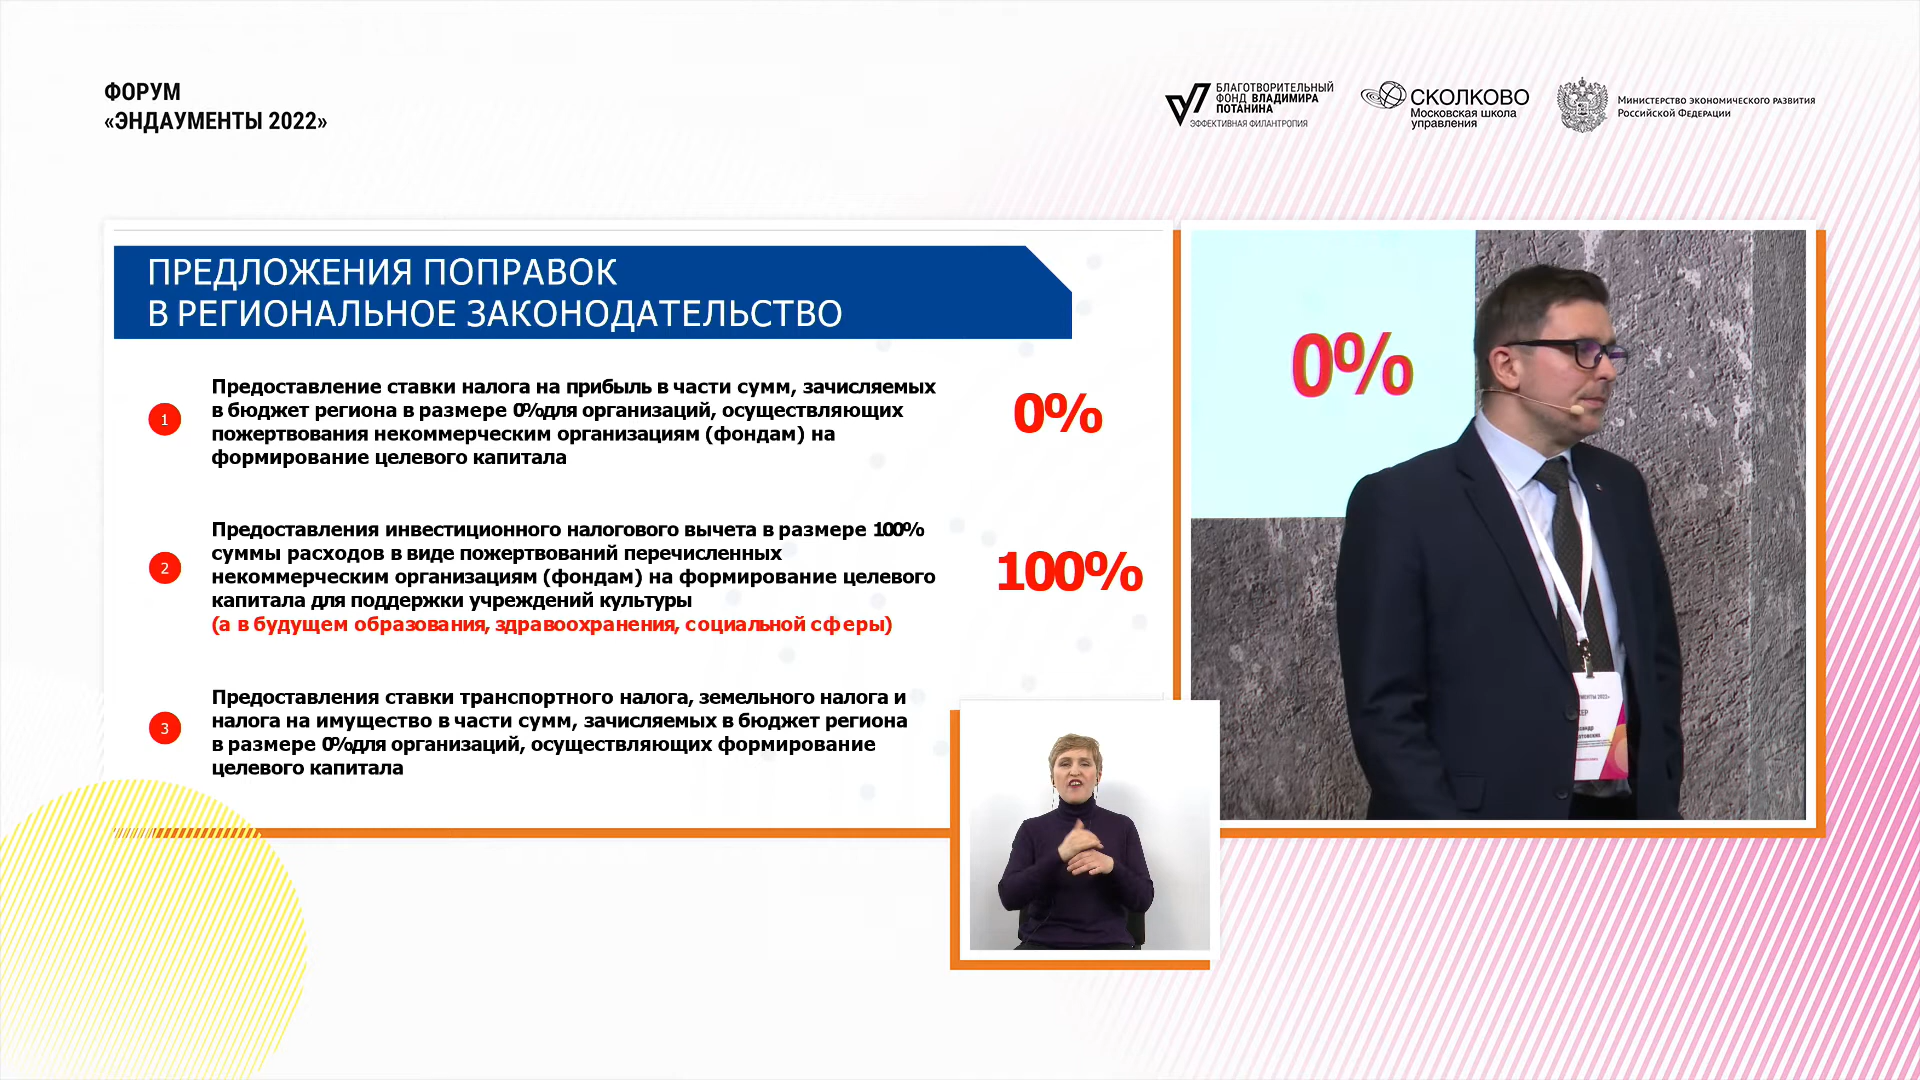 ФОРУМ
«ЭНДАУМЕНТЫ 2022»
БЛАГОТВОРИТЕЛЬНЫЙ
ФОНД ВЛАДИМИРА
ПОТАНИНА
ЭФФЕКТИВНАЯ ФИЛАНТРОПИЯ
СКОЛКОВО
Московская школа
управления
Министерство экономического развития
Российской Федерации
ПРЕДЛОЖЕНИЯ ПОПРАВОК
В РЕГИОНАЛЬНОЕ ЗАКОНОДАТЕЛЬСТВО
1
Предоставление ставки налога на прибыль в части сумм, зачисляемых
в бюджет региона в размере 0%для организаций, осуществляющих
пожертвования некоммерческим организациям (фондам) на
формирование целевого капитала
0%
2
Предоставления инвестиционного налогового вычета в размере 100%
суммы расходов в виде пожертвований перечисленных
некоммерческим организациям (фондам) на формирование целевого
капитала для поддержки учреждений культуры
(а в будущем образования, здравоохранения, социальной сферы)
100%
3
Предоставления ставки транспортного налога, земельного налога и
налога на имущество в части сумм, зачисляемых в бюджет региона
в размере 0%для организаций, осуществляющих формирование
целевого капитала
0%